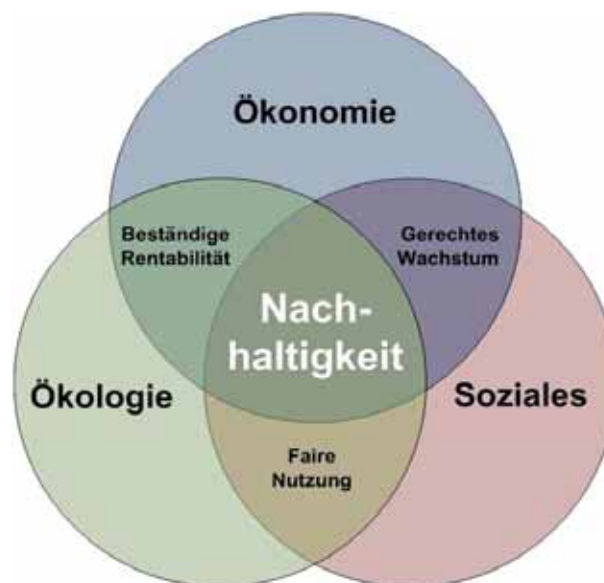 Ökonomie
Beständige
Rentabilität
Gerechtes
Wachstum
Nach-
haltigkeit
Ökologie
Soziales
Faire
Nutzung